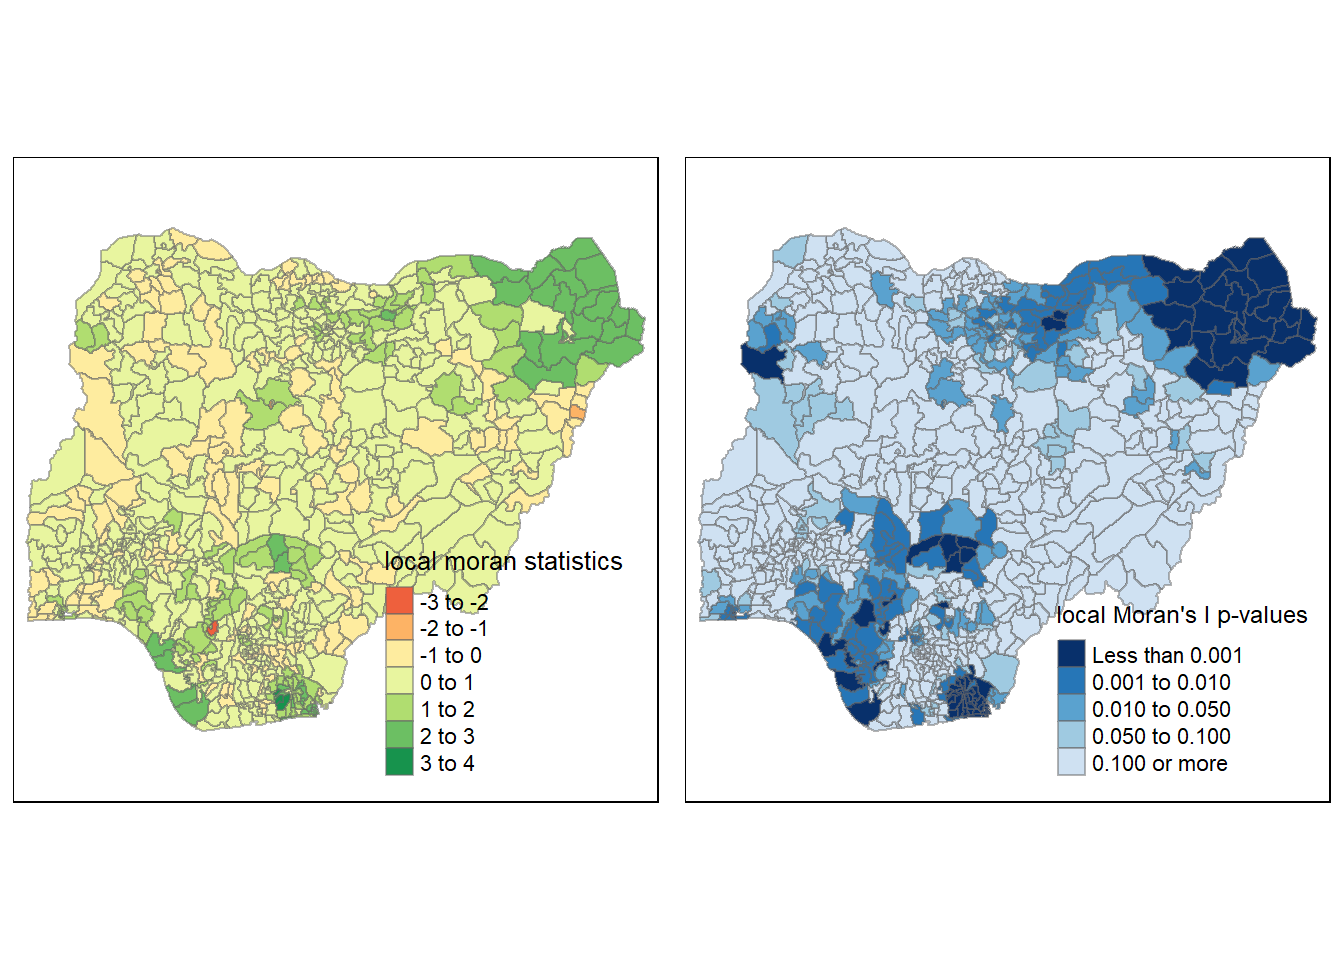 local moran statistics
-3 to -2
-2 to -1
-1 to 0
0 to 1
1 to 2
2 to 3
3 to 4
local Moran's I p-values
Less than 0.001
0.001 to 0.010
0.010 to 0.050
0.050 to 0.100
0.100 or more